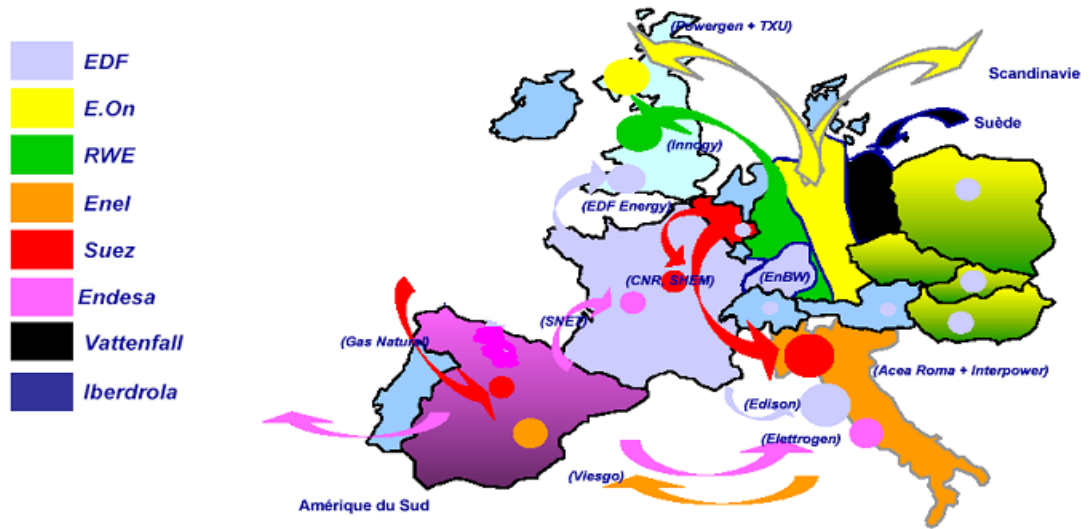 EDF
E.On
RWE
Enel
Suez
Endesa
Vattenfall
Iberdrola
(Powergen + TXU)
Scandinavie
Suède
(Innogy)
(EDF Energy)
(EnBW)
(CNR, SHEM)
(SNET)
(Gas Natural)
(Acea Roma + Interpower)
(Edison)
(Elettrogen)
(Viesgo)
Amérique du Sud